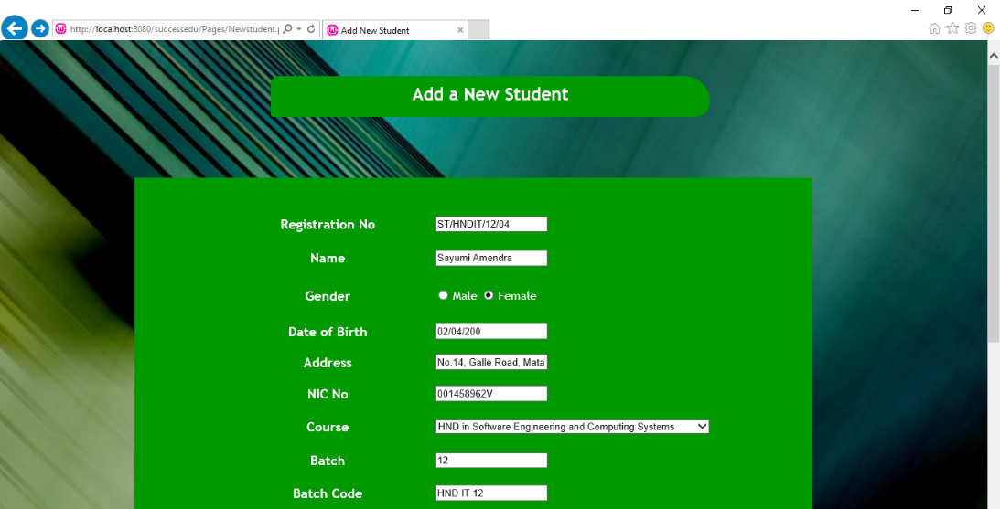 http://localhost:8080/successedu/Pages/Newstudent.p
Add New Student
Add a New Student
Registration No ST/HNDIT/12/04
Name Sayumi Amendra
Gender Male Female
Date of Birth 02/04/200
Address No.14, Galle Road, Mata
NIC No 001458962V
Course HND in Software Engineering and Computing Systems
Batch 12
Batch Code HND IT 12